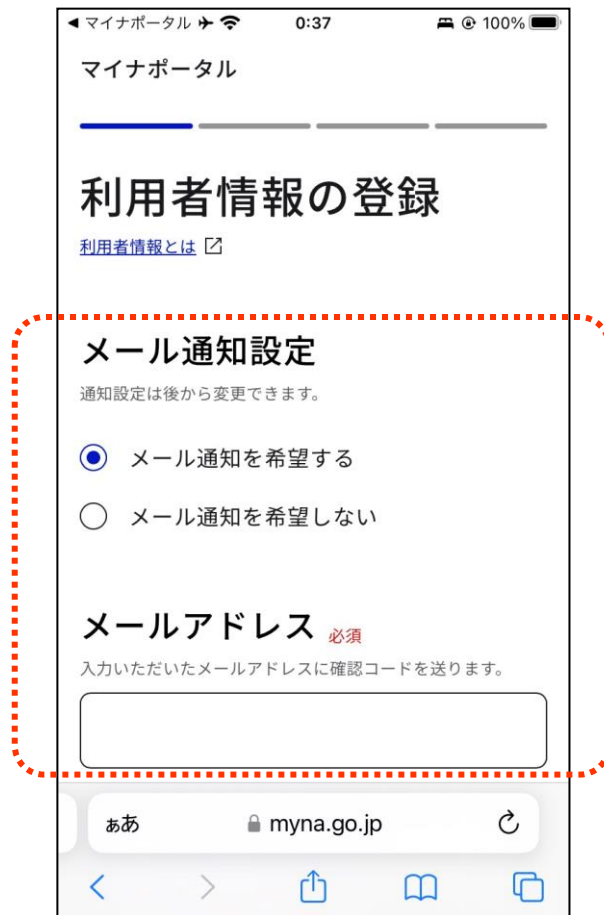 マイナポータル 0:37 100%
マイナポータル
利用者情報の登録
利用者情報とは
メール通知設定
通知設定は後から変更できます。
メール通知を希望する
メール通知を希望しない
メールアドレス 必須
入力いただいたメールアドレスに確認コードを送ります。
ぁあ myna.go.jp